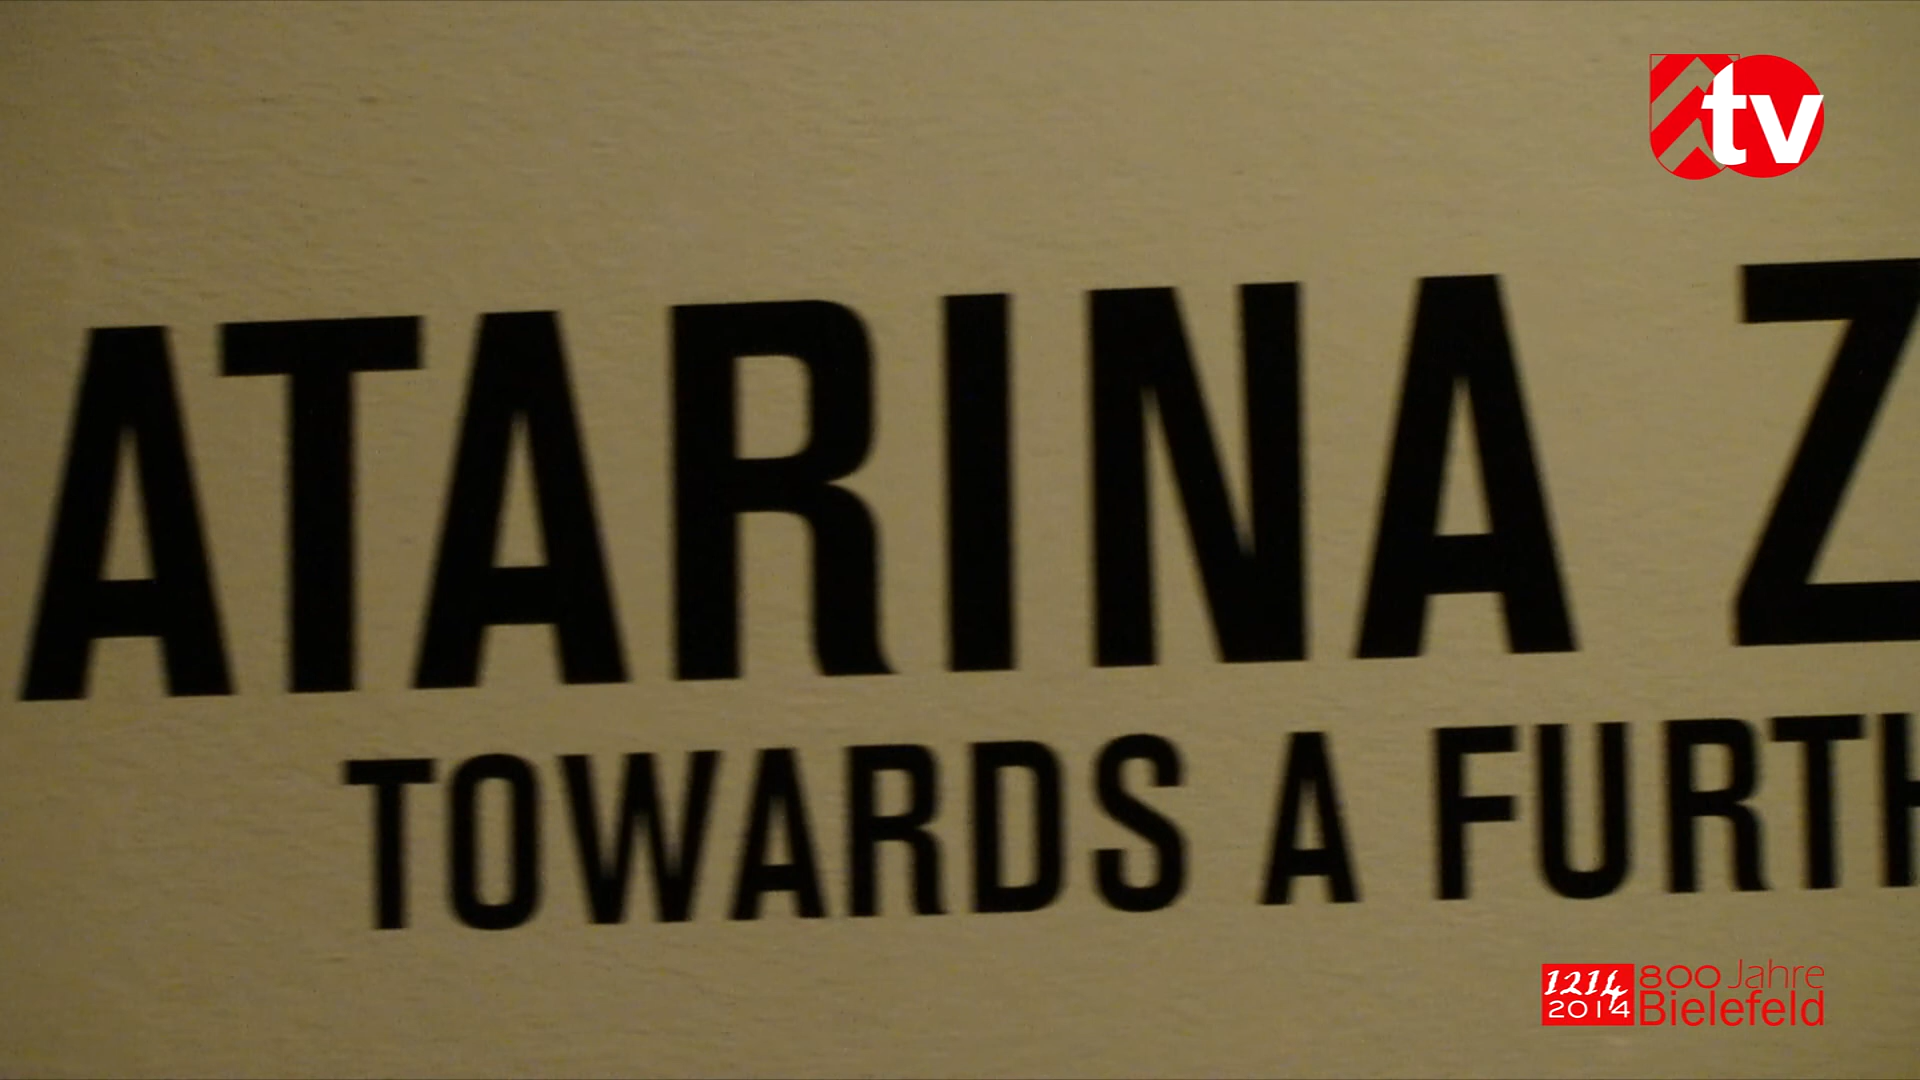 tv
ATARINA Z
TOWARDS A FURTH
1214 800 Jahre
2014 Bielefeld